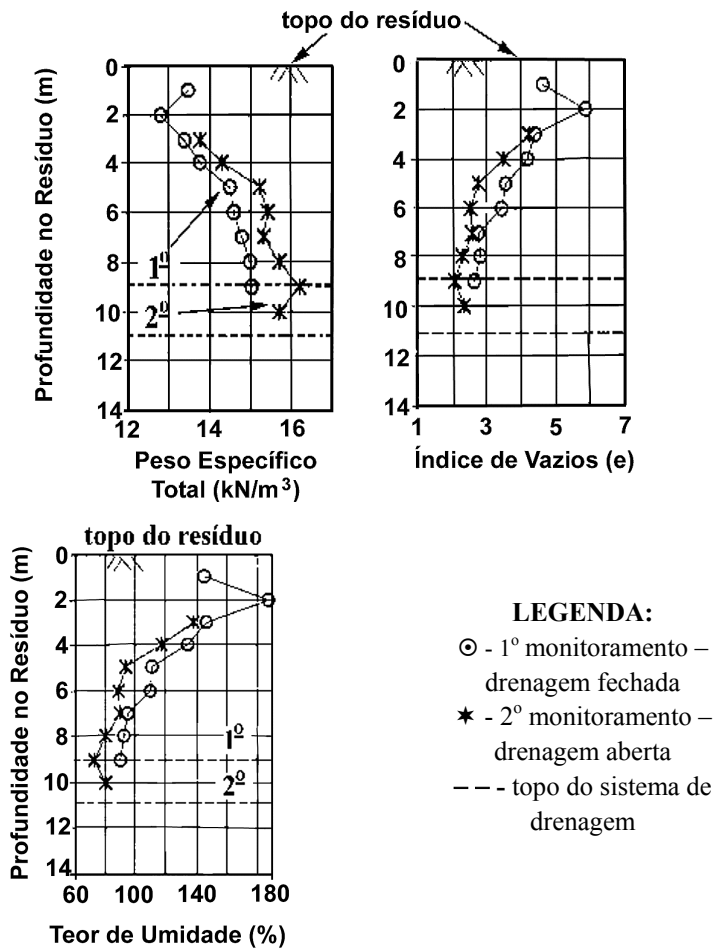 topo do resíduo
0
2
4
6
8
10
12
14
Profundidade no Resíduo (m)
1º
2º
12
14
16
Peso Específico
Total (kN/m³)
0
2
4
6
8
10
12
14
1
3
5
7
Índice de Vazios (e)
topo do resíduo
0
2
4
6
8
10
12
14
Profundidade no Resíduo (m)
1º
2º
60
100
140
180
Teor de Umidade (%)
LEGENDA:
- 1º monitoramento –
drenagem fechada
- 2º monitoramento –
drenagem aberta
- topo do sistema de
drenagem